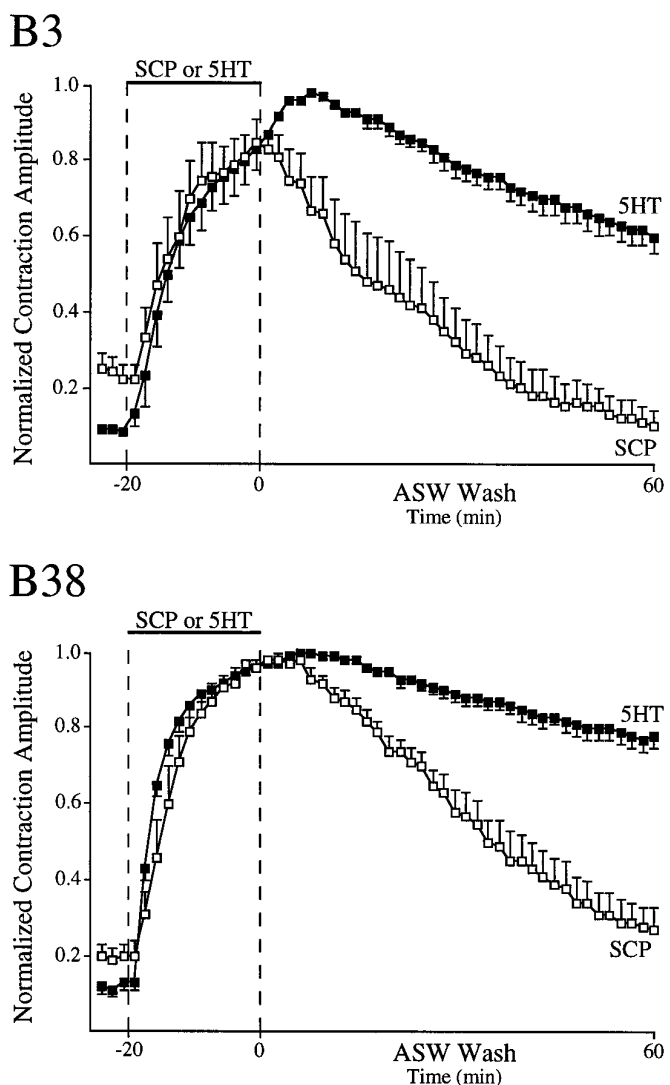 B3
SCP or 5HT
Normalized Contraction Amplitude
1.0
0.8
0.6
0.4
0.2
5HT
SCP
-20
0
ASW Wash
60
Time (min)
B38
SCP or 5HT
Normalized Contraction Amplitude
1.0
0.8
0.6
0.4
0.2
5HT
SCP
-20
0
ASW Wash
60
Time (min)